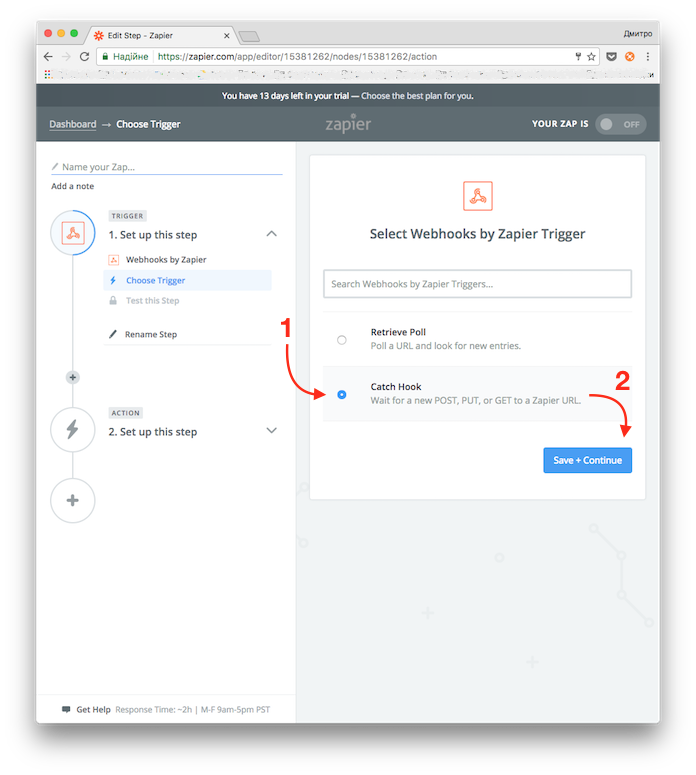 Edit Step - Zapier
Дмитро
Надійне https://zapier.com/app/editor/15381262/nodes/15381262/action
You have 13 days left in your trial — Choose the best plan for you.
Dashboard → Choose Trigger
zapier
YOUR ZAP IS OFF
Name your Zap...
Add a note
TRIGGER
1. Set up this step
Webhooks by Zapier
Choose Trigger
Test this Step
Rename Step
ACTION
2. Set up this step
Get Help Response Time: ~2h | M-F 9am-5pm PST
Select Webhooks by Zapier Trigger
Search Webhooks by Zapier Triggers...
Retrieve Poll
Poll a URL and look for new entries.
1
Catch Hook
Wait for a new POST, PUT, or GET to a Zapier URL.
2
Save + Continue